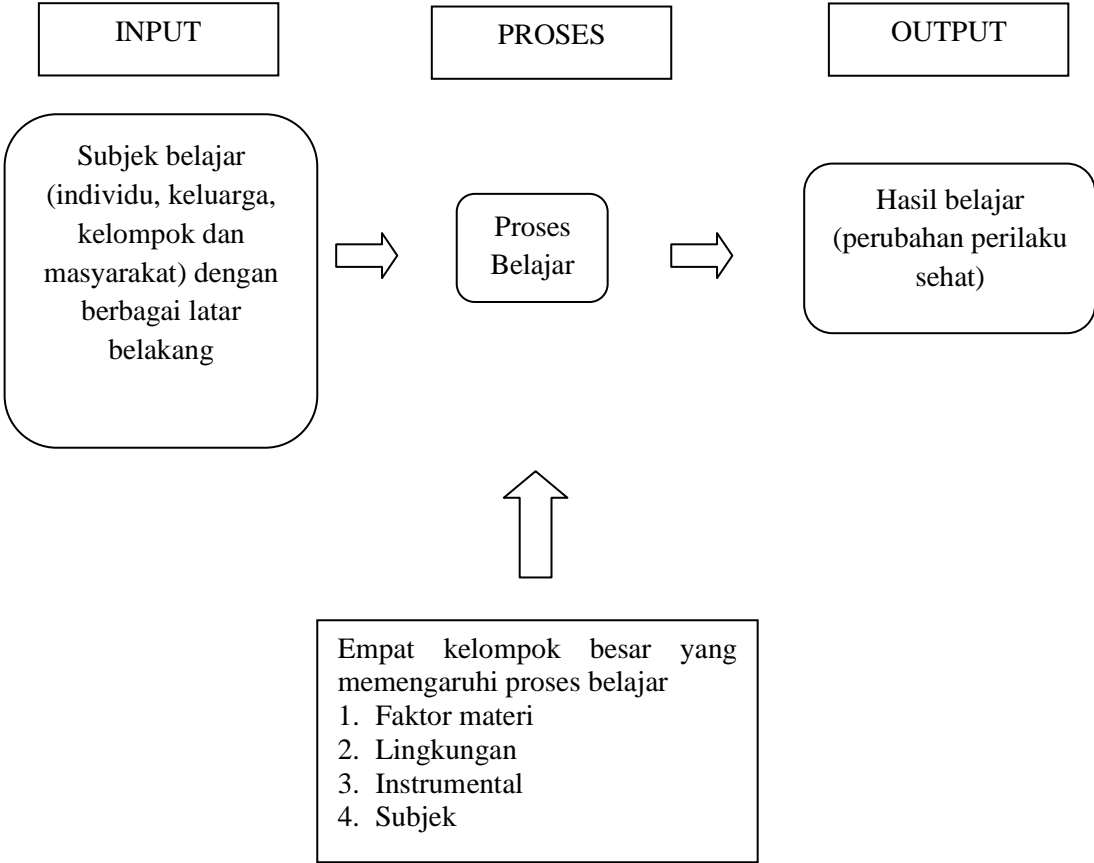 INPUT
PROSES
OUTPUT
Subjek belajar
(individu, keluarga,
kelompok dan
masyarakat) dengan
berbagai latar
belakang
Proses
Belajar
Hasil belajar
(perubahan perilaku
sehat)
Empat kelompok besar yang
memengaruhi proses belajar
1. Faktor materi
2. Lingkungan
3. Instrumental
4. Subjek